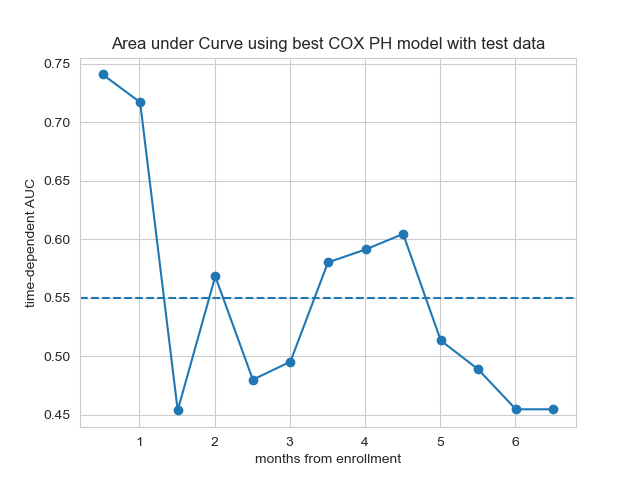 Area under Curve using best COX PH model with test data
time-dependent AUC
0.75
0.70
0.65
0.60
0.55
0.50
0.45
1 2 3 4 5 6
months from enrollment